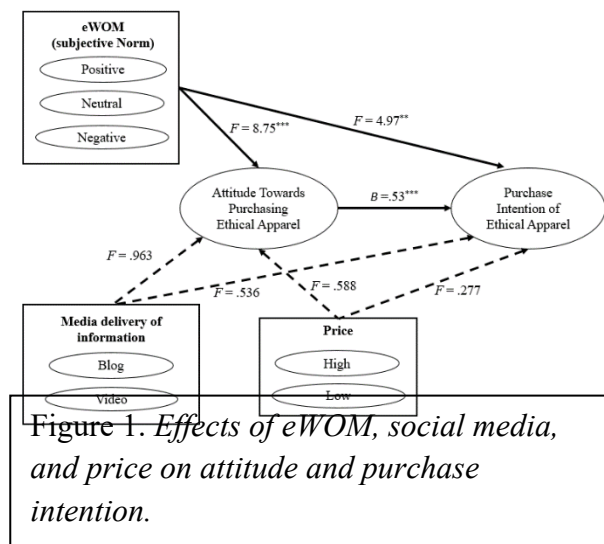 eWOM
(subjective Norm)
Positive
Neutral
Negative
F = 8.75***
F = 4.97**
Attitude Towards
Purchasing
Ethical Apparel
B =.53***
Purchase
Intention of
Ethical Apparel
F = .963
F = .536
F = .588
F = .277
Media delivery of
information
Blog
Video
Price
High
Low
Figure 1. Effects of eWOM, social media,
and price on attitude and purchase
intention.